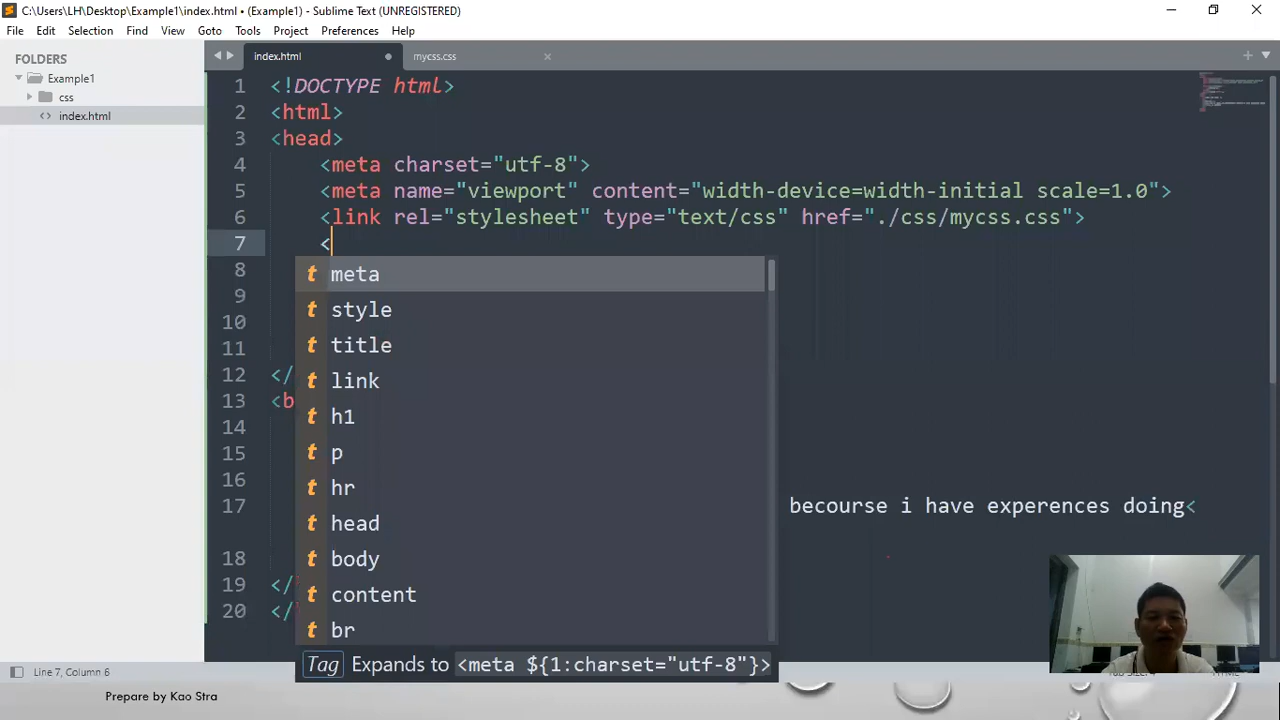 C:\Users\LH\Desktop\Example1\index.html • (Example1) - Sublime Text (UNREGISTERED)
File Edit Selection Find View Goto Tools Project Preferences Help
FOLDERS
Example1
css
index.html
index.html
mycss.css
1 <!DOCTYPE html>
2 <html>
3 <head>
4 <meta charset="utf-8">
5 <meta name="viewport" content="width-device=width-initial scale=1.0">
6 <link rel="stylesheet" type="text/css" href="./css/mycss.css">
7 <
t meta
8
t style
9
10
t title
11
t link
12 </
13 <b
t h1
14
15
t p
16
t hr
17 becourse i have experences doing<
t head
18
t body
19 </
t content
20 </
t br
Tag Expands to <meta ${1:charset="utf-8"}>
Line 7, Column 6
Prepare by Kao Stra